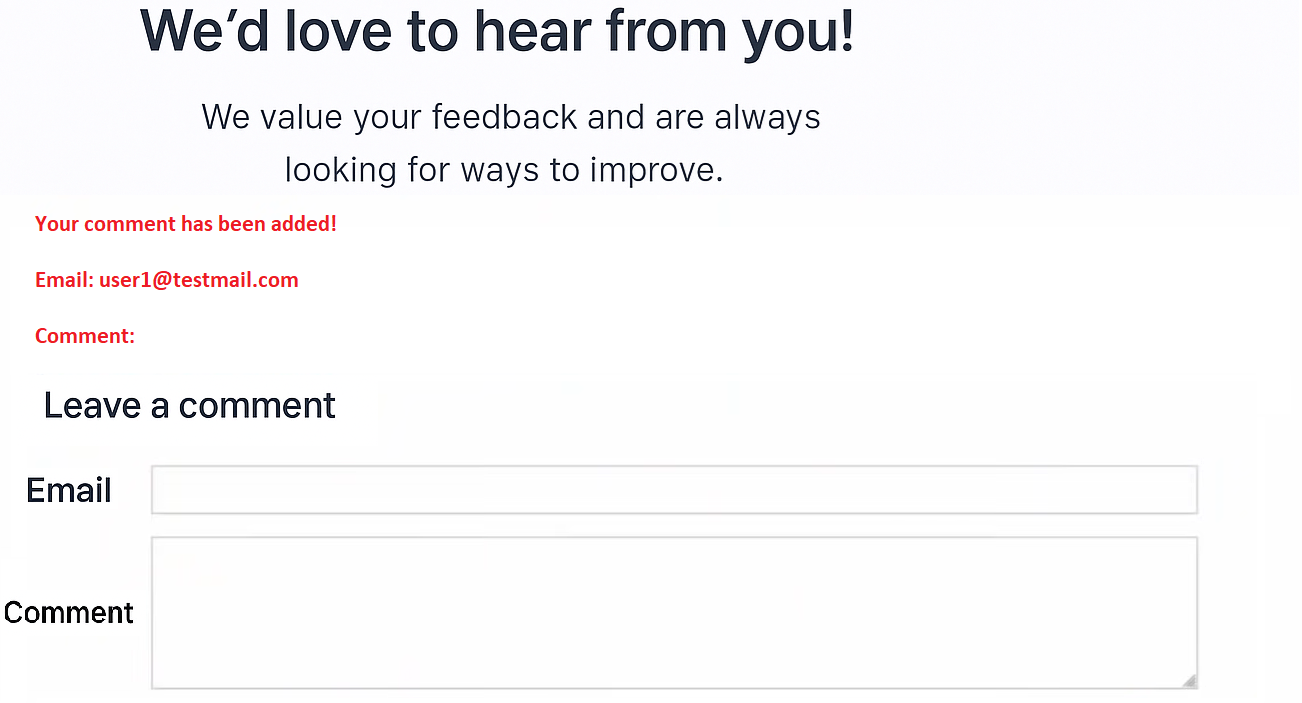 We’d love to hear from you!
We value your feedback and are always
looking for ways to improve.
Your comment has been added!
Email: user1@testmail.com
Comment:
Leave a comment
Email
Comment